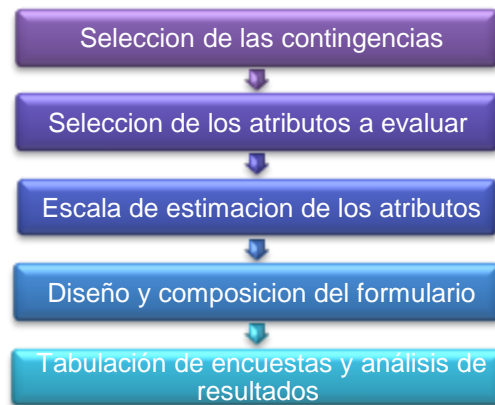 Seleccion de las contingencias
Seleccion de los atributos a evaluar
Escala de estimacion de los atributos
Diseño y composicion del formulario
Tabulación de encuestas y análisis de
resultados